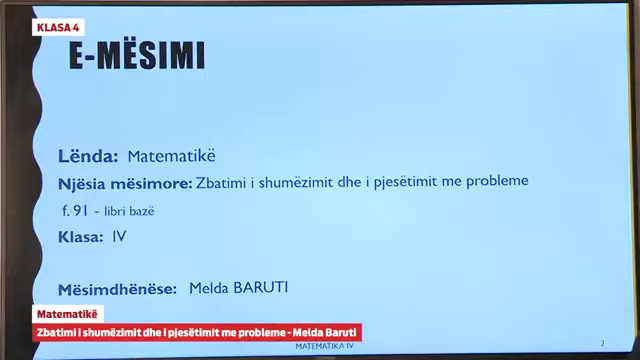 KLASA 4
E-MËSIMI
Lënda: Matematikë
Njësia mësimore: Zbatimi i shumëzimit dhe i pjesëtimit me probleme
f. 91 - libri bazë
Klasa: IV
Mësimdhënëse: Melda BARUTI
Matematikë
Zbatimi i shumëzimit dhe i pjesëtimit me probleme - Melda Baruti
MATEMATIKA IV
2